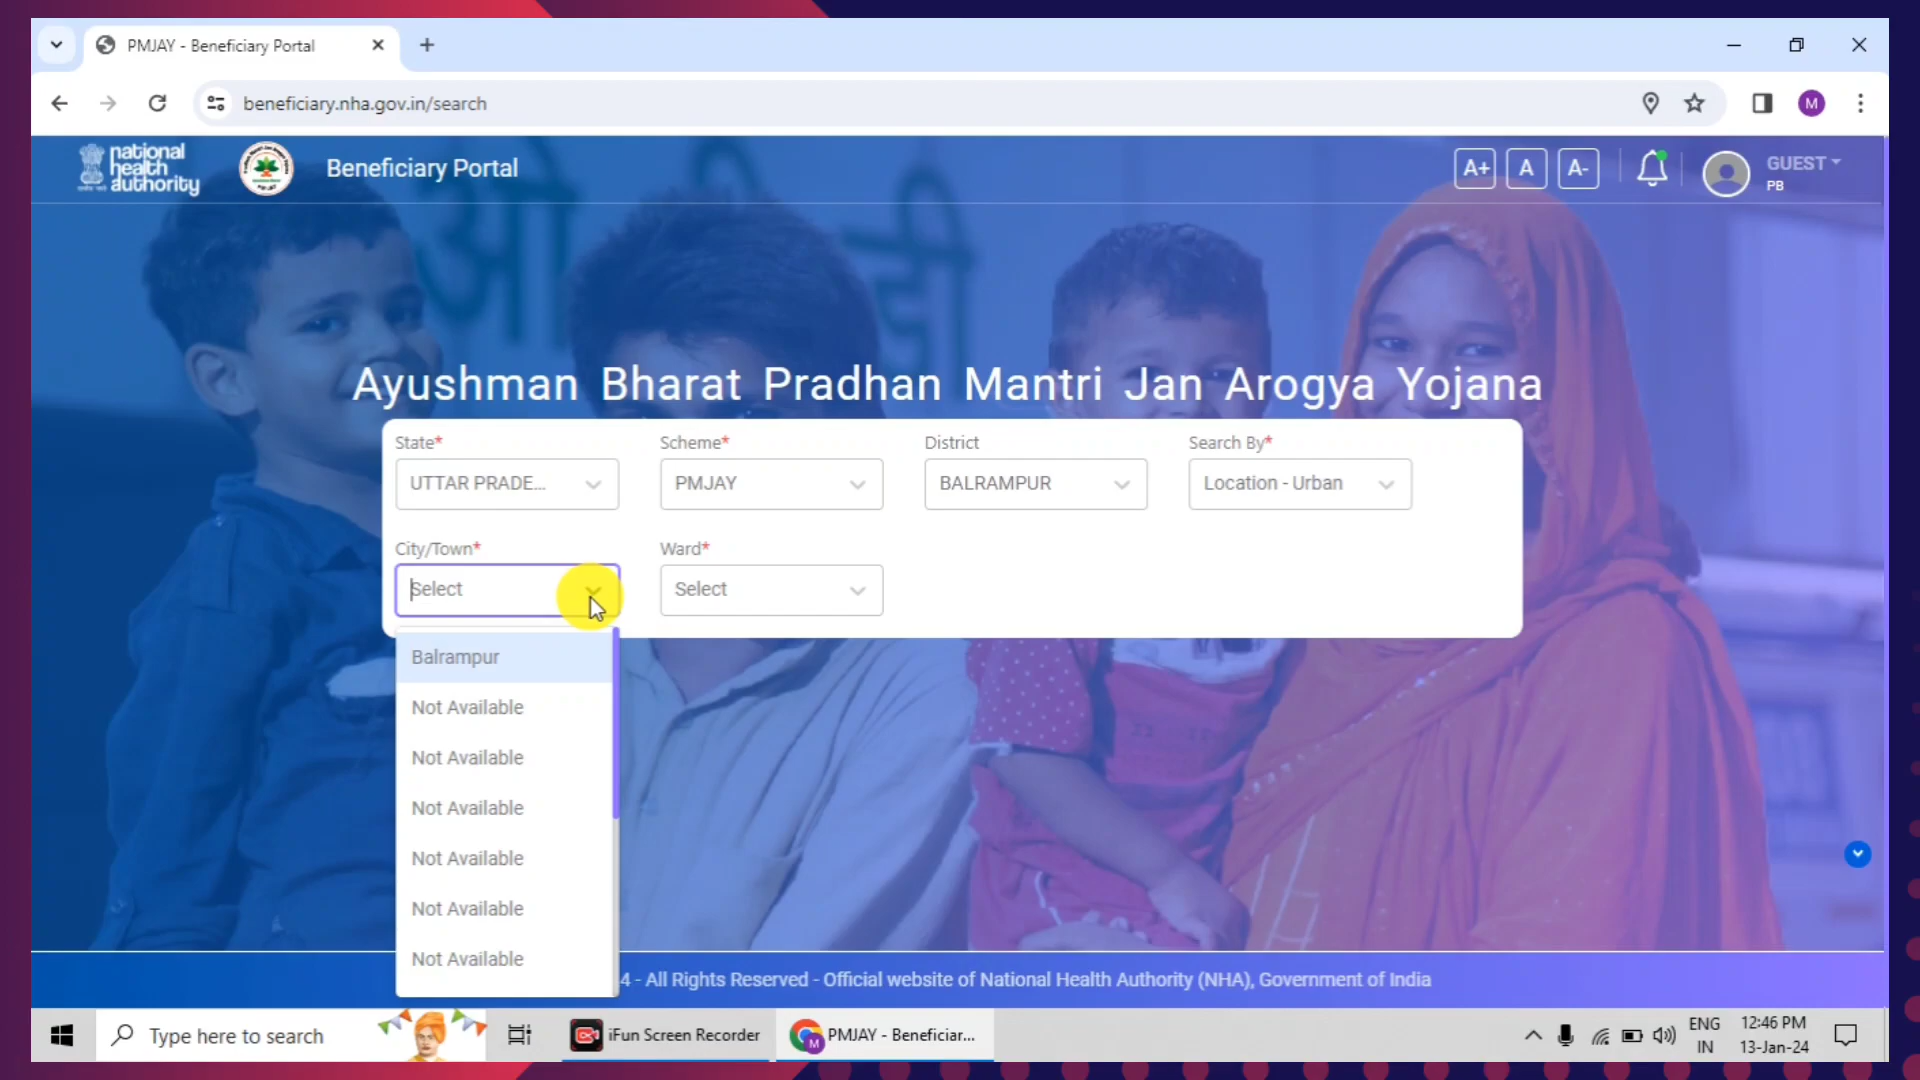 PMJAY - Beneficiary Portal
beneficiary.nha.gov.in/search
M
national
health
authority
Beneficiary Portal
A+
A
A-
GUEST
PB
Ayushman Bharat Pradhan Mantri Jan Arogya Yojana
State* Scheme* District Search By*
UTTAR PRADE... PMJAY BALRAMPUR Location - Urban
City/Town* Ward*
Select Select
Balrampur
Not Available
Not Available
Not Available
Not Available
Not Available
Not Available
4 - All Rights Reserved - Official website of National Health Authority (NHA), Government of India
Type here to search
iFun Screen Recorder
PMJAY - Beneficiar...
ENG
IN
12:46 PM
13-Jan-24